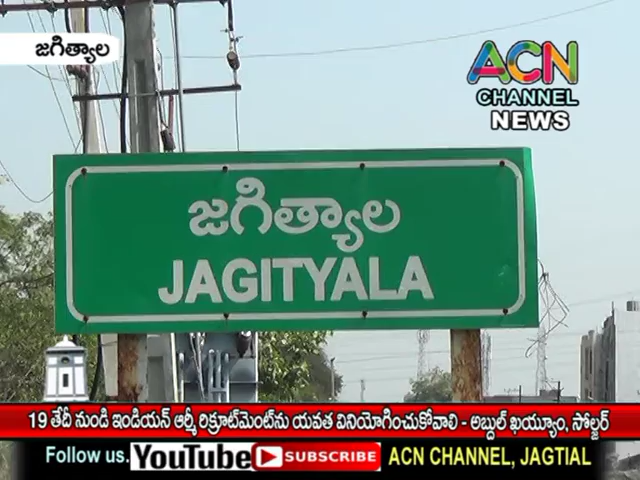 జగిత్యాల
ACN
CHANNEL
NEWS
జగిత్యాల
JAGITYALA
19 తేదీ నుండి ఇండియన్ ఆర్మీ రిక్రూట్‌మెంట్‌ను యువత వినియోగించుకోవాలి - అబ్దుల్ ఖయ్యూం, సోల్జర్
Follow us. YouTube SUBSCRIBE ACN CHANNEL, JAGTIAL